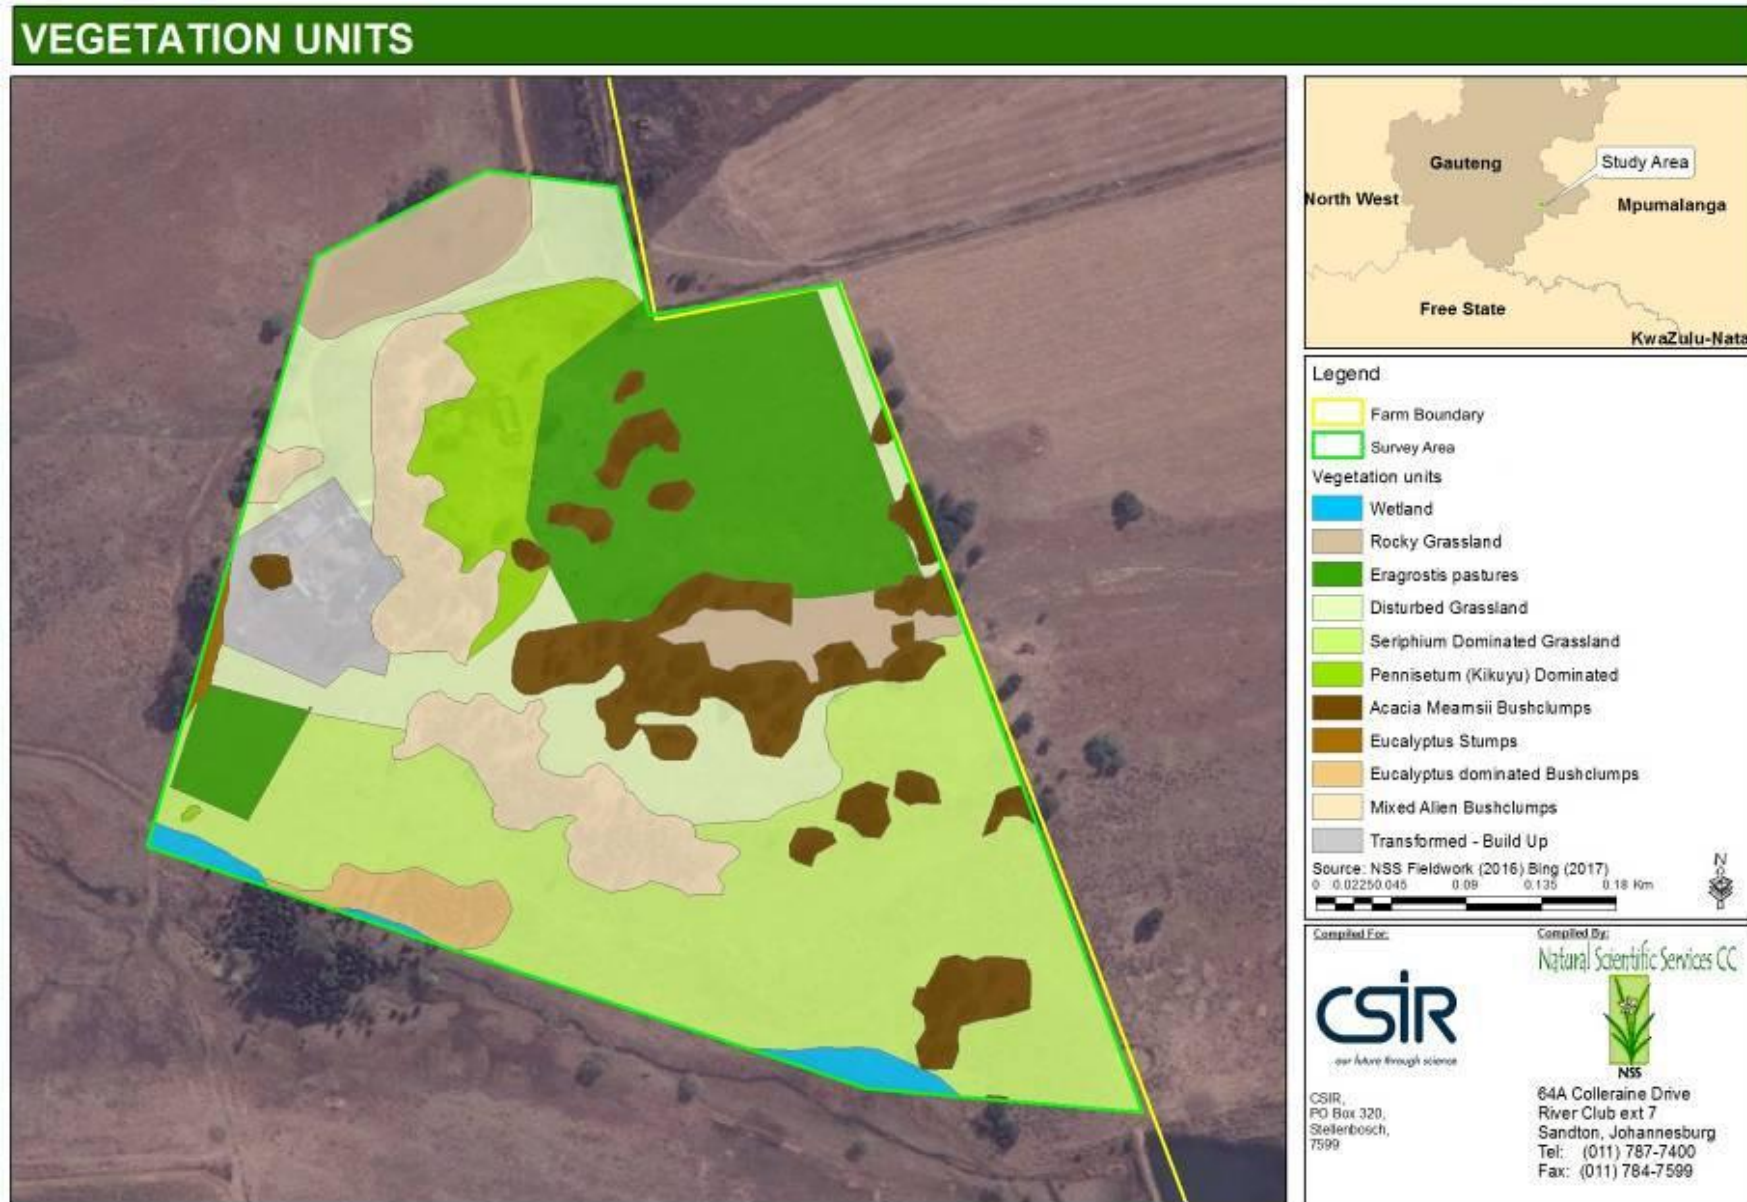 VEGETATION UNITS
Gauteng
Study Area
North West
Mpumalanga
Free State
KwaZulu-Nata
Legend
Farm Boundary
Survey Area
Vegetation units
Wetland
Rocky Grassland
Eragrostis pastures
Disturbed Grassland
Seriphium Dominated Grassland
Pennisetum (Kikuyu) Dominated
Acacia Mearnsii Bushclumps
Eucalyptus Stumps
Eucalyptus dominated Bushclumps
Mixed Alien Bushclumps
Transformed - Build Up
Source: NSS Fieldwork (2016) Bing (2017)
0 0.02250.045 0.09 0.135 0.18 Km
N
Compiled For:
CSIR
our future through science
CSIR,
PO Box 320,
Stellenbosch,
7599
Compiled By:
Natural Scientific Services CC
NSS
64A Colleraine Drive
River Club ext 7
Sandton, Johannesburg
Tel: (011) 787-7400
Fax: (011) 784-7599